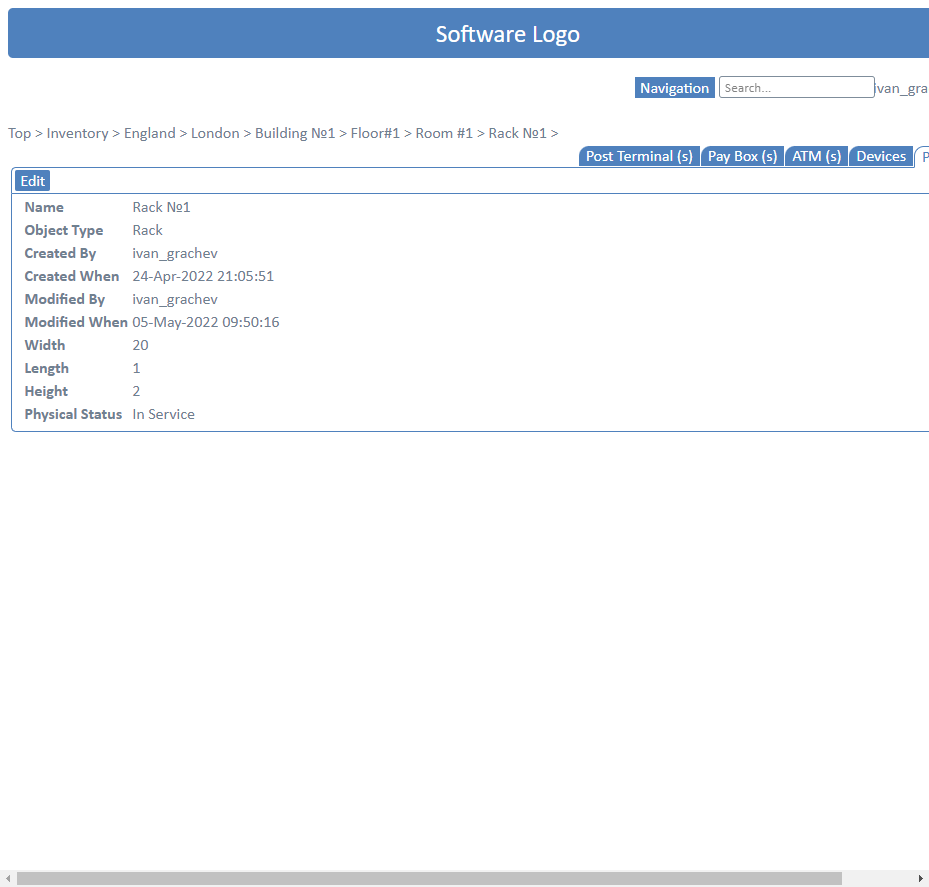 Software Logo
Navigation Search... ivan_gra
Top > Inventory > England > London > Building №1 > Floor#1 > Room #1 > Rack №1 >
Post Terminal (s) Pay Box (s) ATM (s) Devices P
Edit
Name Rack №1
Object Type Rack
Created By ivan_grachev
Created When 24-Apr-2022 21:05:51
Modified By ivan_grachev
Modified When 05-May-2022 09:50:16
Width 20
Length 1
Height 2
Physical Status In Service